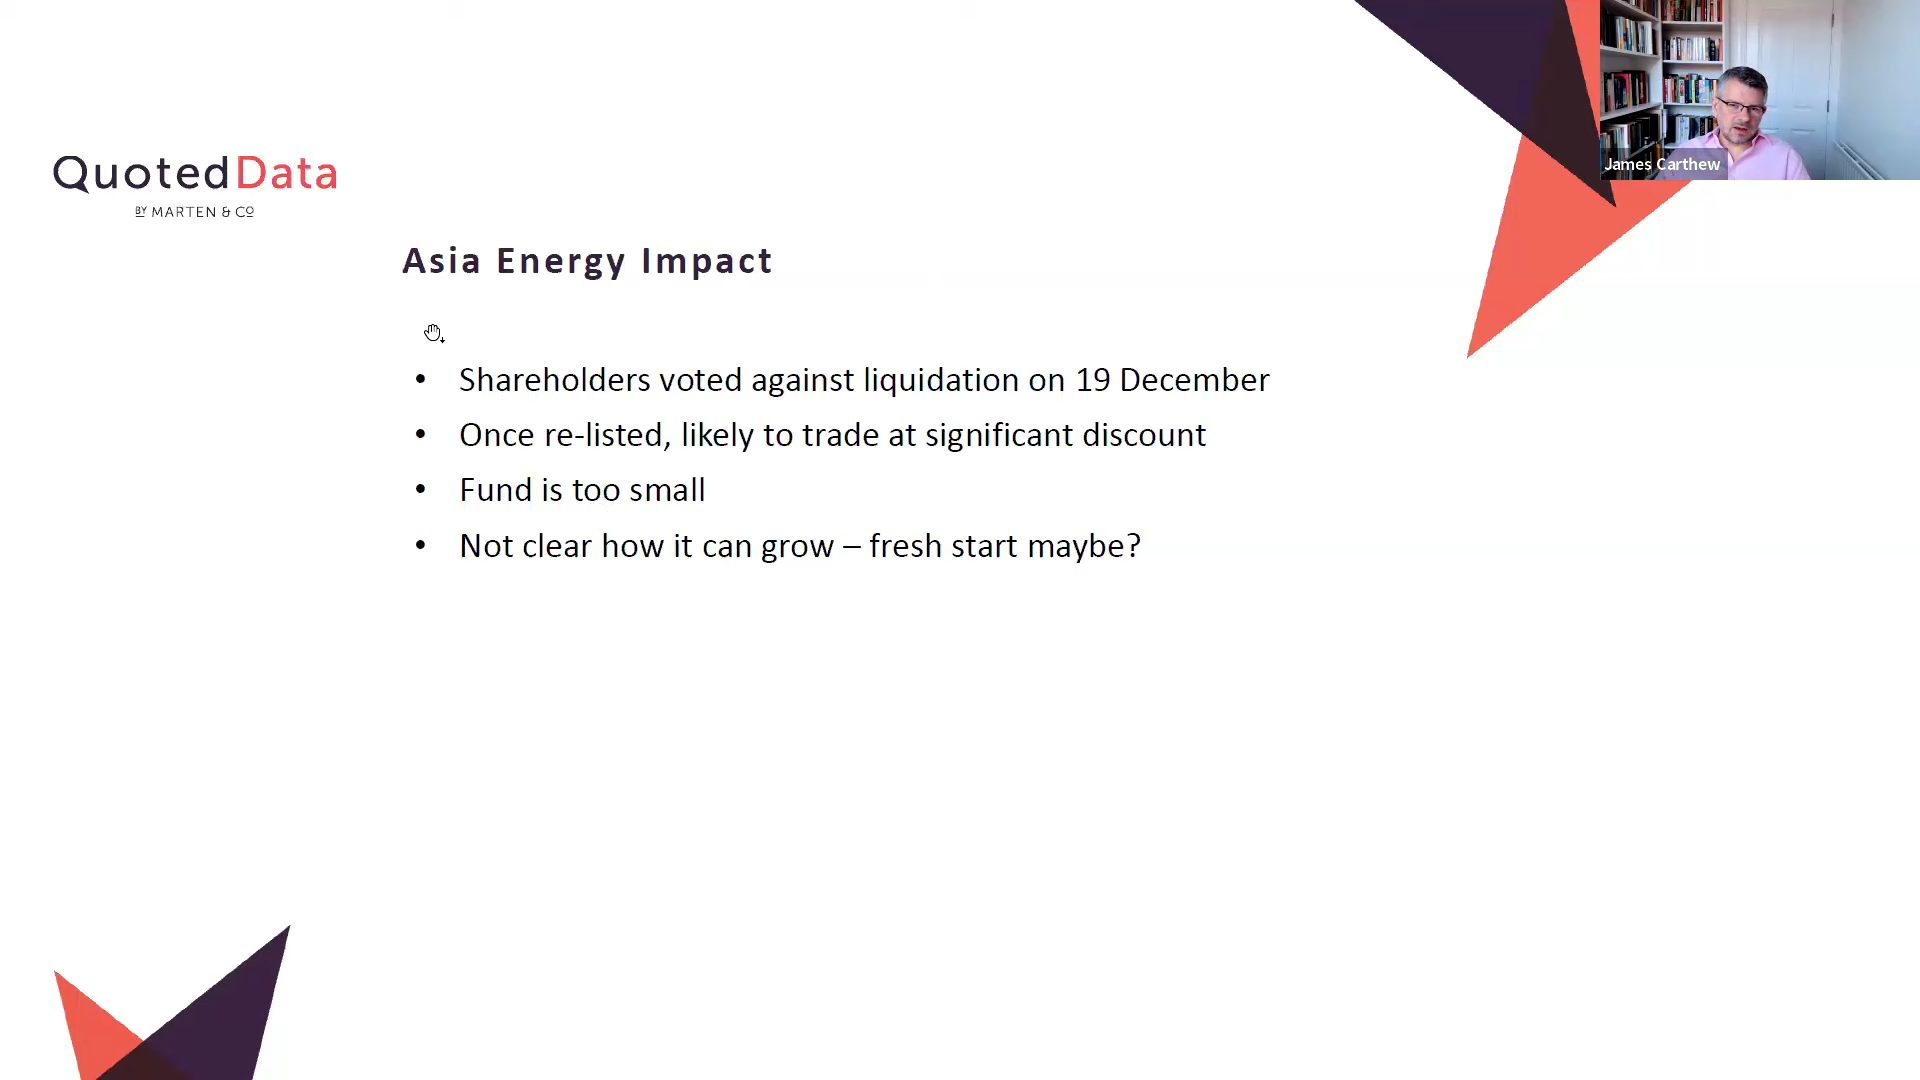 James Carthew
QuotedData
BY MARTEN & CO
Asia Energy Impact
• Shareholders voted against liquidation on 19 December
• Once re-listed, likely to trade at significant discount
• Fund is too small
• Not clear how it can grow – fresh start maybe?